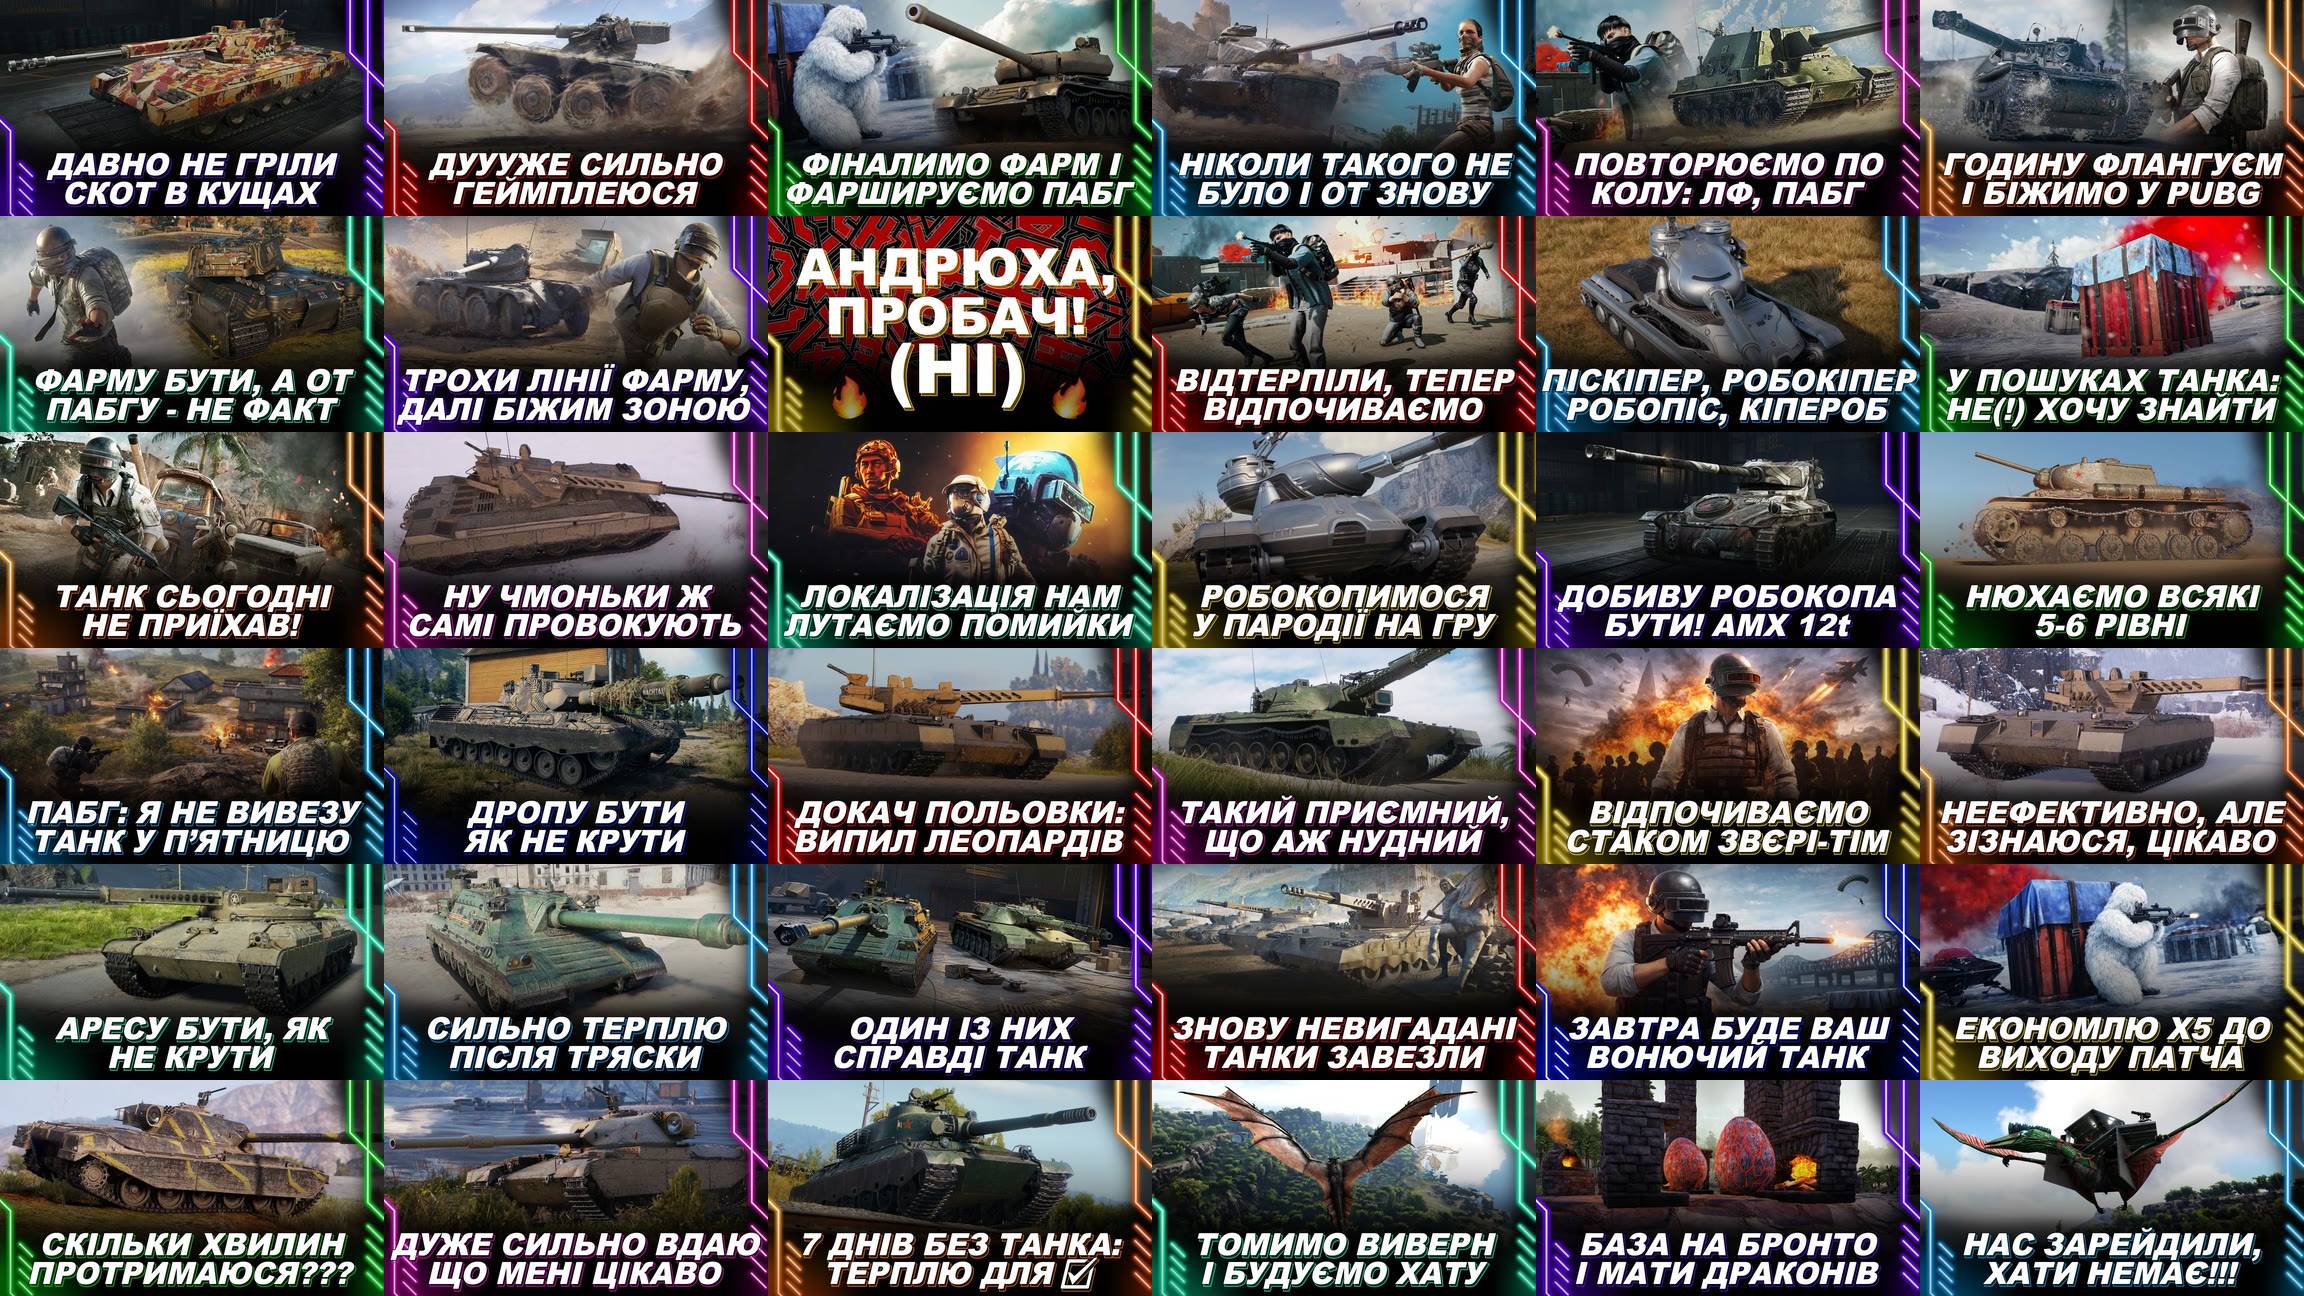 ДАВНО НЕ ГРІЛИ
СКОТ В КУЩАХ
ДУУУЖЕ СИЛЬНО
ГЕЙМПЛЕЮСЯ
ФІНАЛИМО ФАРМ І
ФАРШИРУЄМО ПАБГ
НІКОЛИ ТАКОГО НЕ
БУЛО І ОТ ЗНОВУ
ПОВТОРЮЄМО ПО
КОЛУ: ЛФ, ПАБГ
ГОДИНУ ФЛАНГУЄМ
І БІЖИМО У PUBG
ФАРМУ БУТИ, А ОТ
ПАБГУ - НЕ ФАКТ
ТРОХИ ЛІНІЇ ФАРМУ,
ДАЛІ БІЖИМ ЗОНОЮ
АНДРЮХА,
ПРОБАЧ!
(НІ)
ВІДТЕРПІЛИ, ТЕПЕР
ВІДПОЧИВАЄМО
ПІСКІПЕР, РОБОКІПЕР
РОБОПІС, КІПЕРОБ
У ПОШУКАХ ТАНКА:
НЕ(!) ХОЧУ ЗНАЙТИ
ТАНК СЬОГОДНІ
НЕ ПРИЇХАВ!
НУ ЧМОНЬКИ Ж
САМІ ПРОВОКУЮТЬ
ЛОКАЛІЗАЦІЯ НАМ
ЛУТАЄМО ПОМИЙКИ
РОБОКОПИМОСЯ
У ПАРОДІЇ НА ГРУ
ДОБИВУ РОБОКОПА
БУТИ! AMX 12t
НЮХАЄМО ВСЯКІ
5-6 РІВНІ
ПАБГ: Я НЕ ВИВЕЗУ
ТАНК У П'ЯТНИЦЮ
ДРОПУ БУТИ
ЯК НЕ КРУТИ
ДОКАЧ ПОЛЬОВКИ:
ВИПИЛ ЛЕОПАРДІВ
ТАКИЙ ПРИЄМНИЙ,
ЩО АЖ НУДНИЙ
ВІДПОЧИВАЄМО
СТАКОМ ЗВЄРІ-ТІМ
НЕЕФЕКТИВНО, АЛЕ
ЗІЗНАЮСЯ, ЦІКАВО
АРЕСУ БУТИ, ЯК
НЕ КРУТИ
СИЛЬНО ТЕРПЛЮ
ПІСЛЯ ТРЯСКИ
ОДИН ІЗ НИХ
СПРАВДІ ТАНК
ЗНОВУ НЕВИГАДАНІ
ТАНКИ ЗАВЕЗЛИ
ЗАВТРА БУДЕ ВАШ
ВОНЮЧИЙ ТАНК
ЕКОНОМЛЮ Х5 ДО
ВИХОДУ ПАТЧА
СКІЛЬКИ ХВИЛИН
ПРОТРИМАЮСЯ???
ДУЖЕ СИЛЬНО ВДАЮ
ЩО МЕНІ ЦІКАВО
7 ДНІВ БЕЗ ТАНКА:
ТЕРПЛЮ ДЛЯ ☑
ТОМИМО ВИВЕРН
І БУДУЄМО ХАТУ
БАЗА НА БРОНТО
І МАТИ ДРАКОНІВ
НАС ЗАРЕЙДИЛИ,
ХАТИ НЕМАЄ!!!